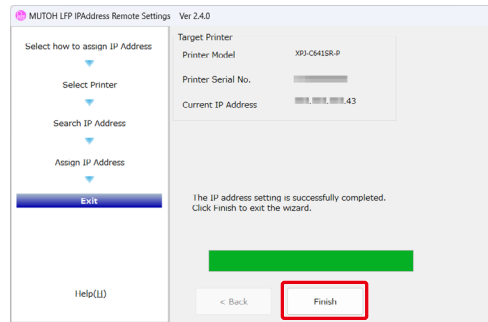 MUTOH LFP IPAddress Remote Settings Ver 2.4.0
Select how to assign IP Address
Select Printer
Search IP Address
Assign IP Address
Exit
Help(H)
Target Printer
Printer Model XPJ-C641SR-P
Printer Serial No.
Current IP Address .43
The IP address setting is successfully completed.
Click Finish to exit the wizard.
< Back Finish